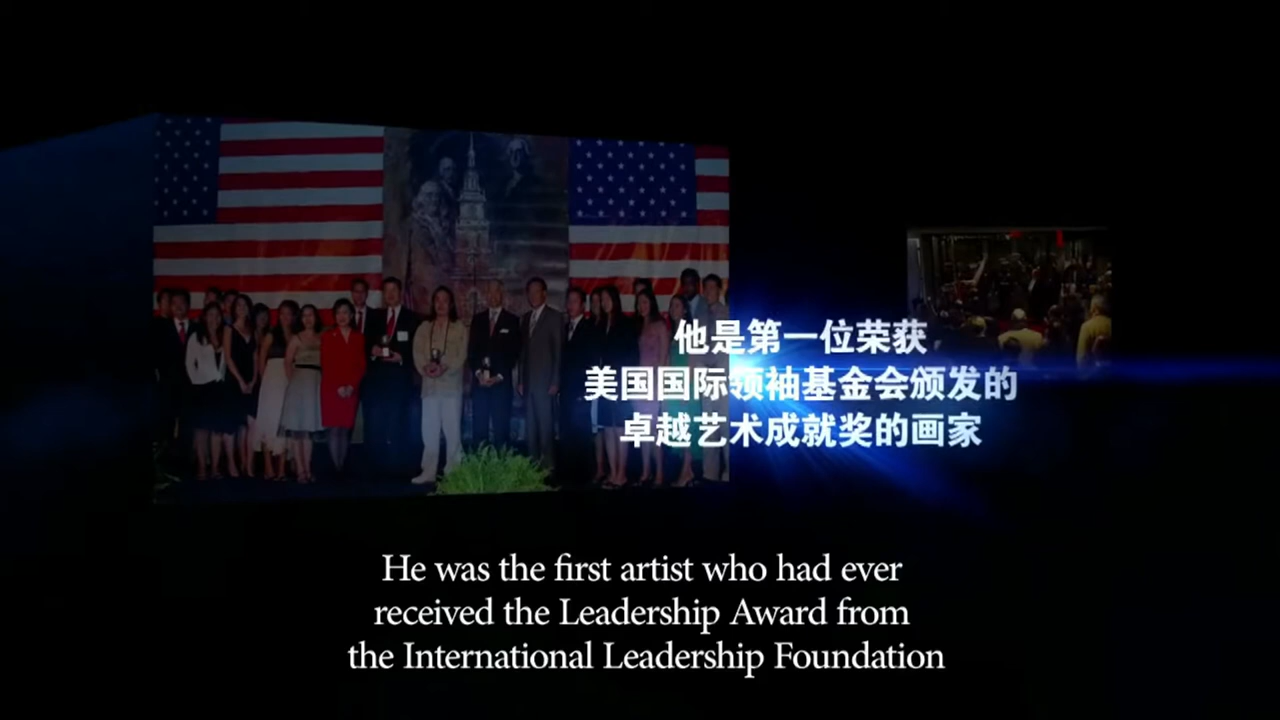 他是第一位荣获
美国国际领袖基金会颁发的
卓越艺术成就奖的画家
He was the first artist who had ever
received the Leadership Award from
the International Leadership Foundation